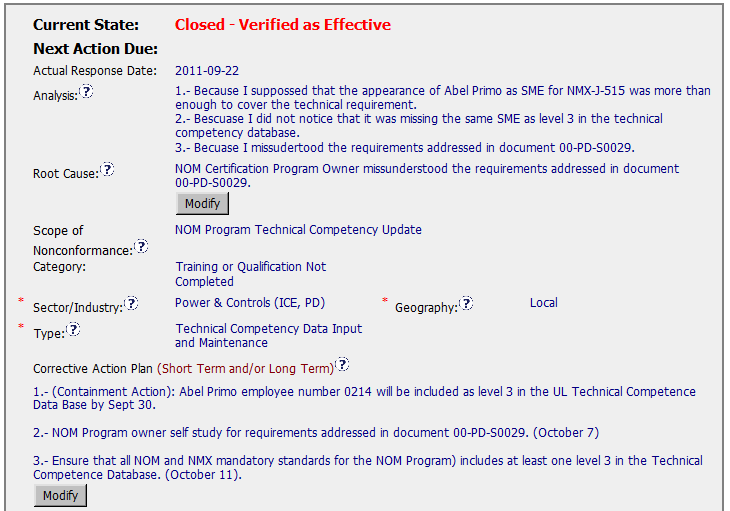 Current State: Closed - Verified as Effective
Next Action Due:
Actual Response Date: 2011-09-22
Analysis: ? 1.- Because I suppossed that the appearance of Abel Primo as SME for NMX-J-515 was more than
enough to cover the technical requirement.
2.- Bescuase I did not notice that it was missing the same SME as level 3 in the technical
competency database.
3.- Becuase I missudertood the requirements addressed in document 00-PD-S0029.
Root Cause: ? NOM Certification Program Owner missunderstood the requirements addressed in document
00-PD-S0029.
Modify
Scope of NOM Program Technical Competency Update
Nonconformance: ?
Category: Training or Qualification Not
Completed
* Sector/Industry: ? Power & Controls (ICE, PD) * Geography: ? Local
* Type: ? Technical Competency Data Input
and Maintenance
Corrective Action Plan (Short Term and/or Long Term) ?
1.- (Containment Action): Abel Primo employee number 0214 will be included as level 3 in the UL Technical Competence
Data Base by Sept 30.
2.- NOM Program owner self study for requirements addressed in document 00-PD-S0029. (October 7)
3.- Ensure that all NOM and NMX mandatory standards for the NOM Program) includes at least one level 3 in the Technical
Competence Database. (October 11).
Modify